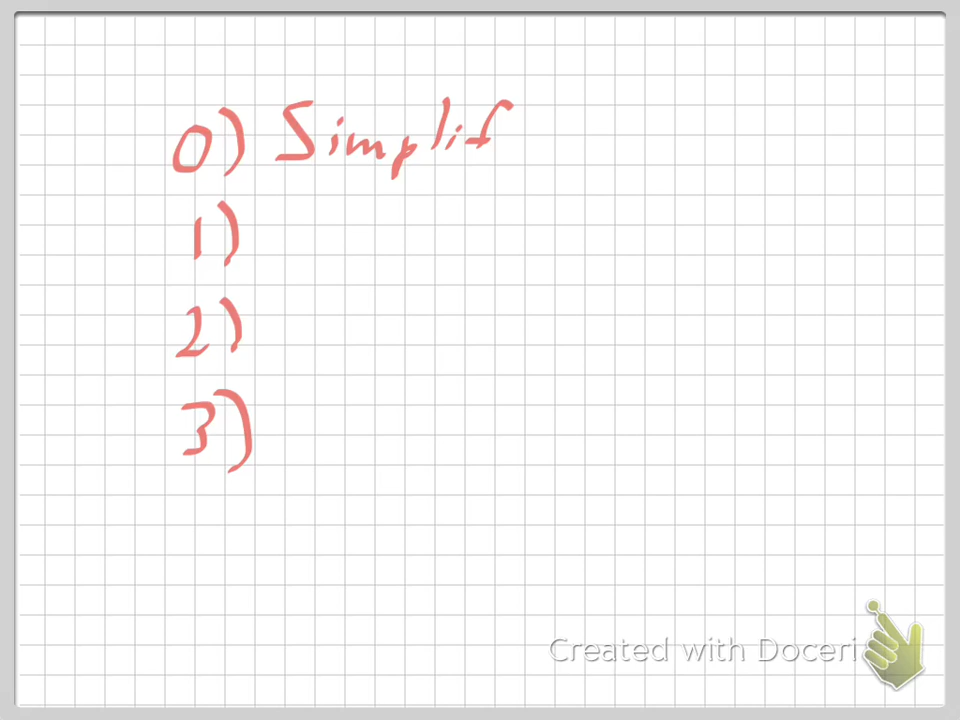 0) Simplif
1)
2)
3)
Created with Doceri